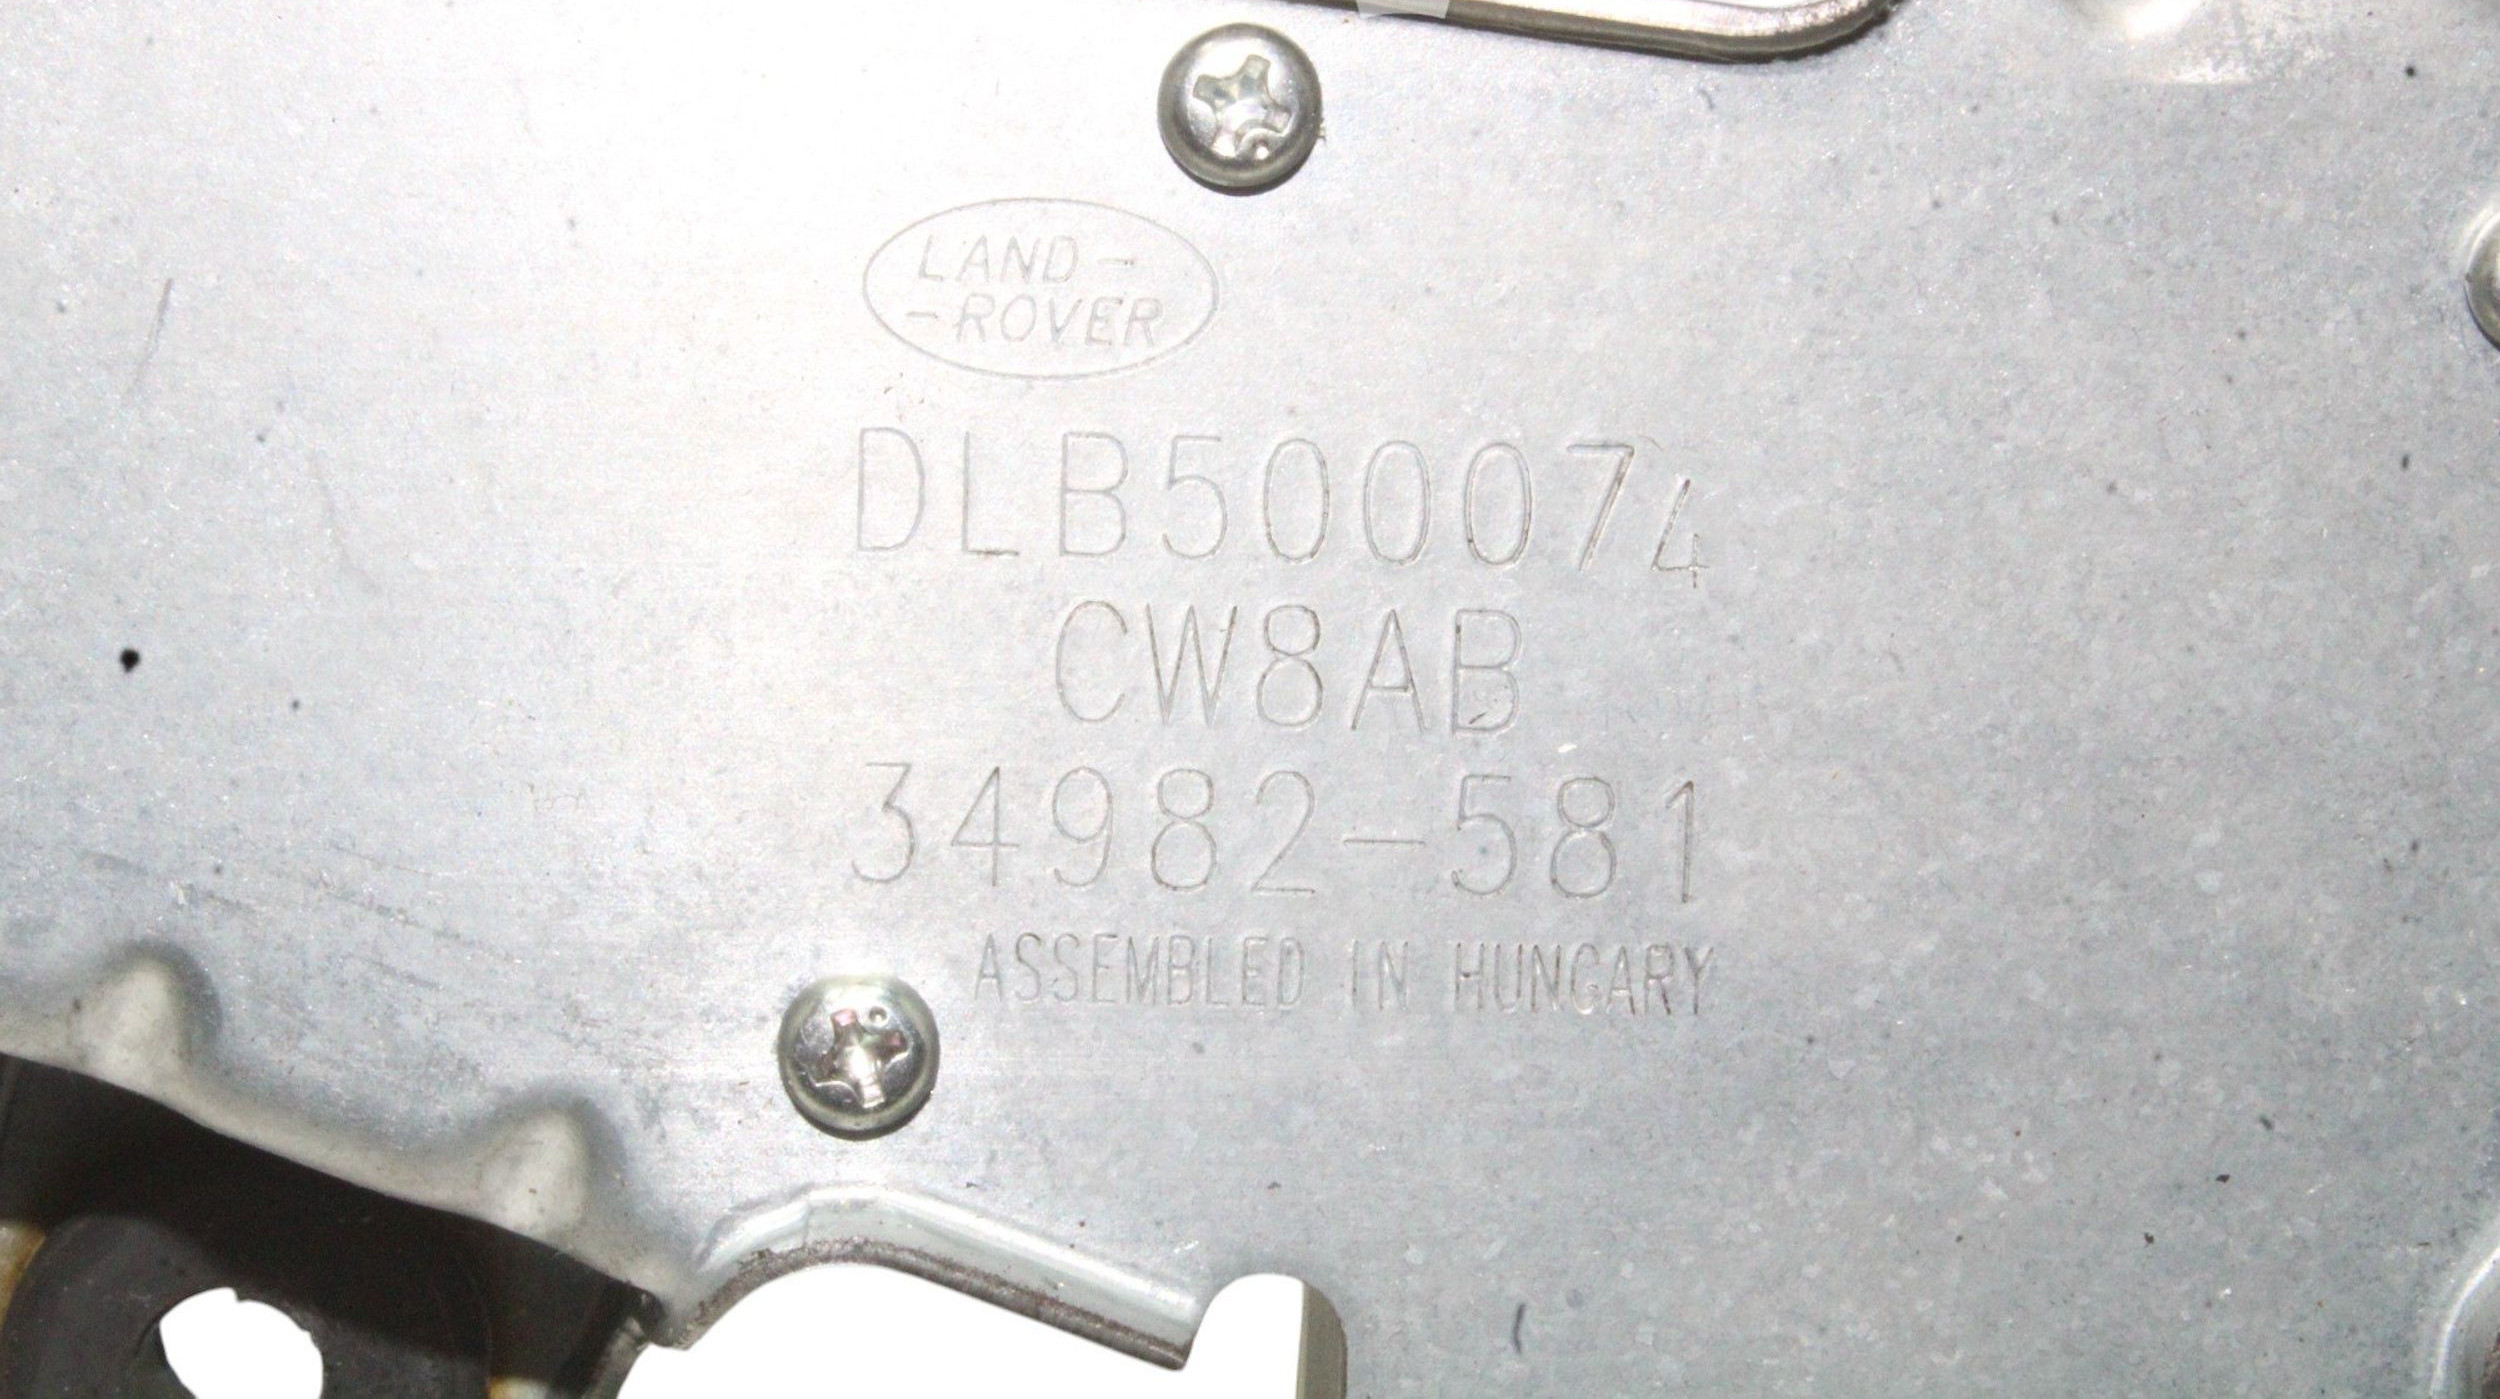 LAND-
-ROVER
DLB500074
CW8AB
34982-581
ASSEMBLED IN HUNGARY